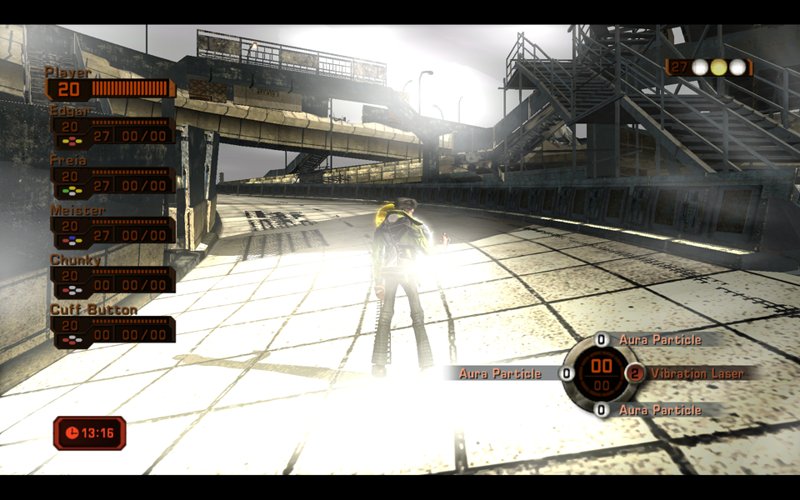 Player
20
Edgar
20
27 00/00
Freia
20
27 00/00
Meister
20
27 00/00
Chunky
20
00 00/00
Cuff Button
20
00 00/00
27
0 Aura Particle
Aura Particle 0
00
00
2 Vibration Laser
0 Aura Particle
13:16